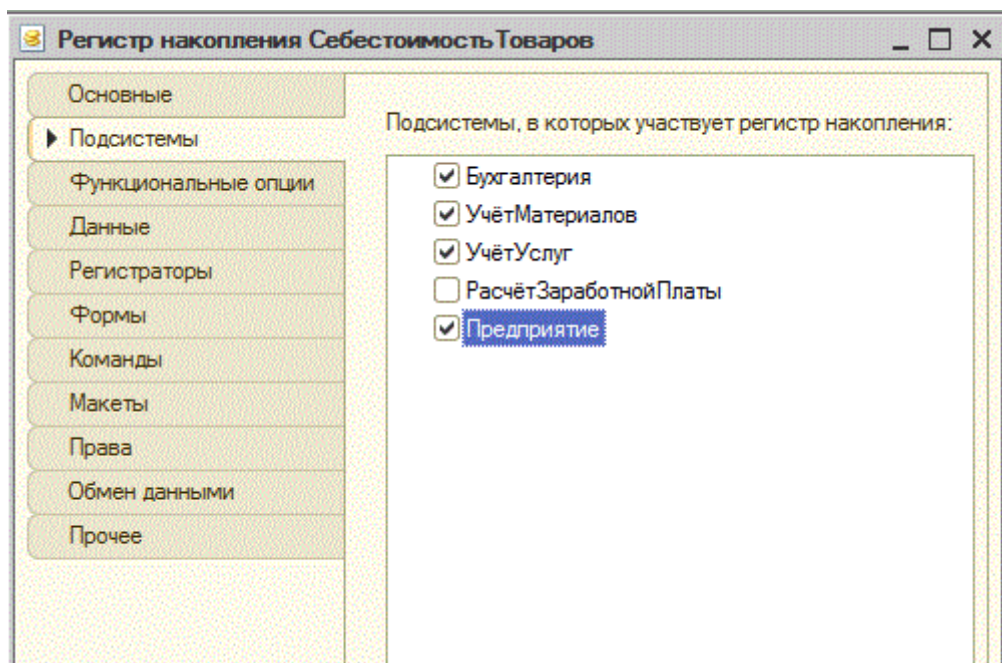 Регистр накопления СебестоимостьТоваров
Основные
Подсистемы
Функциональные опции
Данные
Регистраторы
Формы
Команды
Макеты
Права
Обмен данными
Прочее
Подсистемы, в которых участвует регистр накопления:
Бухгалтерия
УчётМатериалов
УчётУслуг
РасчётЗаработнойПлаты
Предприятие